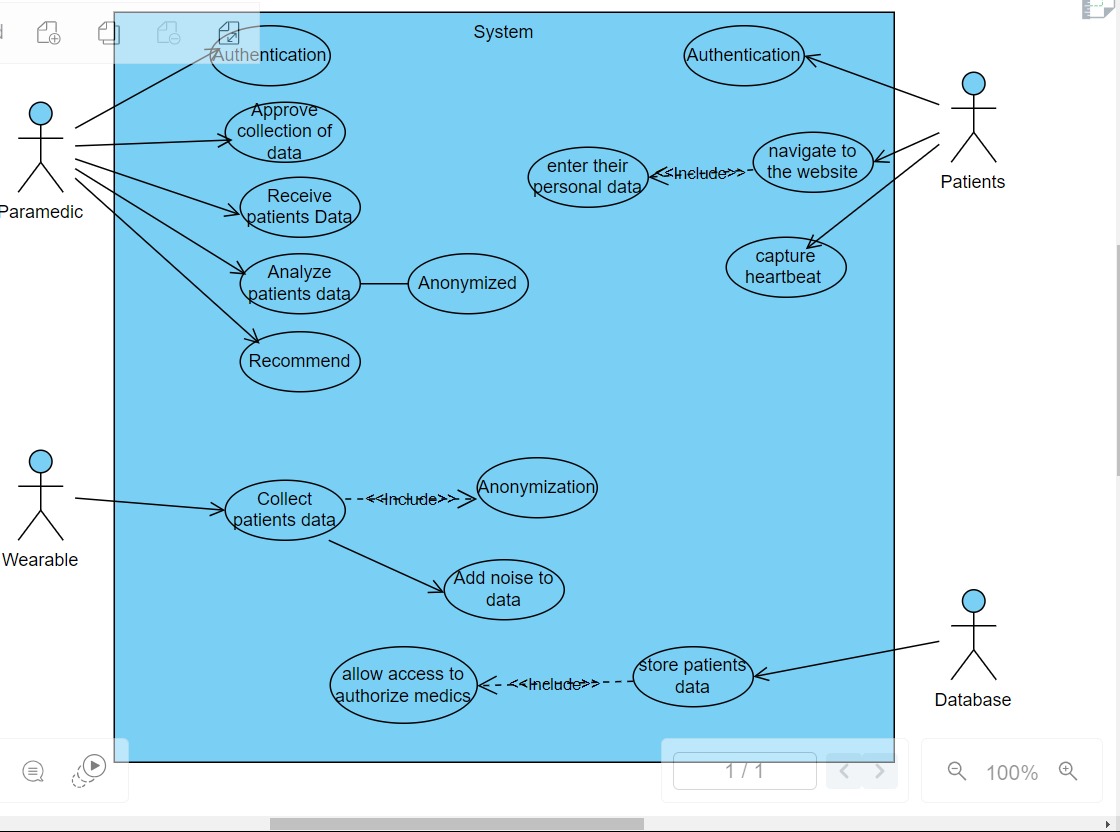 System
Authentication
Authentication
Approve
collection of
data
Paramedic
Receive
patients Data
Analyze
patients data
Anonymized
Recommend
enter their
personal data
<<Include>>
navigate to
the website
Patients
capture
heartbeat
Wearable
Collect
patients data
<<Include>>
Anonymization
Add noise to
data
allow access to
authorize medics
<<Include>>
store patients
data
Database
1 / 1
100%